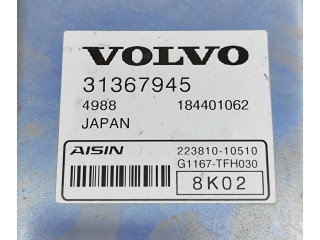 VOLVO
31367945
4988 184401062
JAPAN
AISIN 223810-10510
G1167-TFH030
8K02